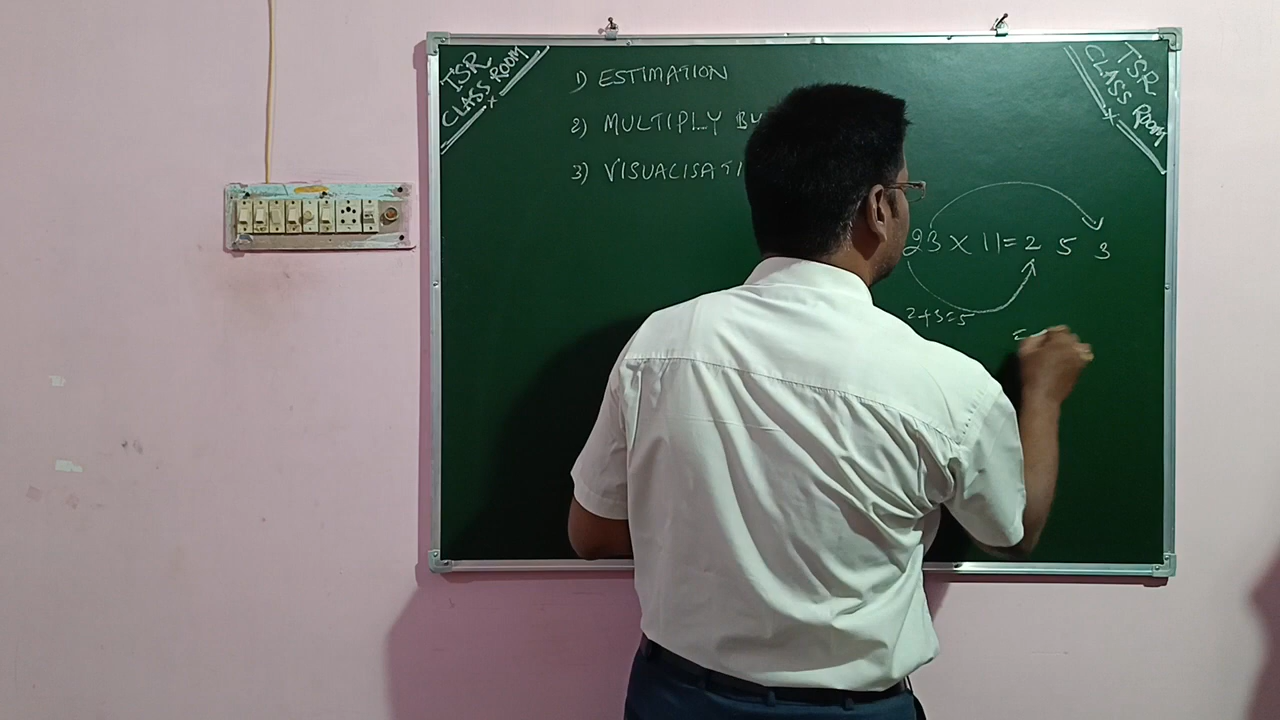 TSR
CLASS ROOM
x
1) ESTIMATION
2) MULTIPLY BY
3) VISUALISATI
TSR
CLASS ROOM
x
23 x 11 = 2 5 3
2+3=5
=